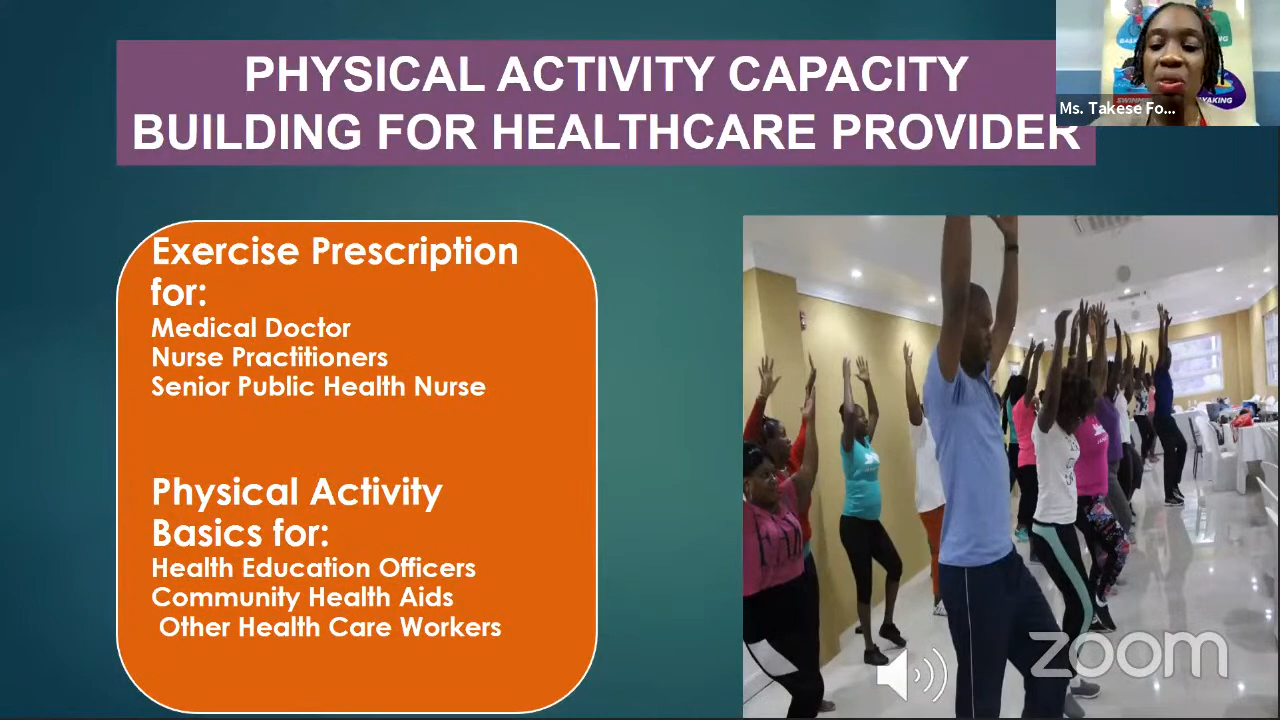 PHYSICAL ACTIVITY CAPACITY
BUILDING FOR HEALTHCARE PROVIDER
Ms. Takese Fo...
Exercise Prescription
for:
Medical Doctor
Nurse Practitioners
Senior Public Health Nurse
Physical Activity
Basics for:
Health Education Officers
Community Health Aids
Other Health Care Workers
zoom